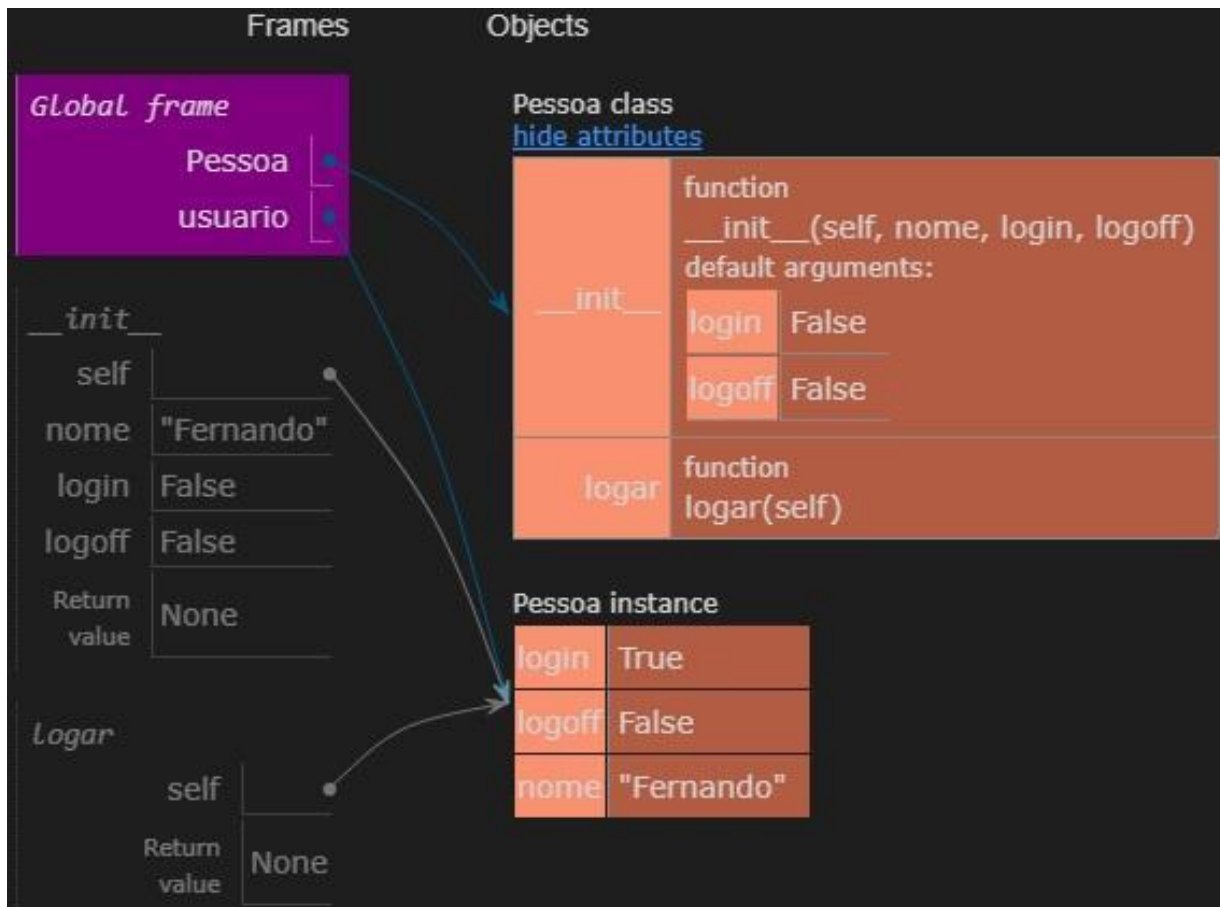 Frames Objects
Global frame
Pessoa
usuario
__init__
self
nome "Fernando"
login False
logoff False
Return
value None
logar
self
Return
value None
Pessoa class
hide attributes
__init__
function
__init__(self, nome, login, logoff)
default arguments:
login False
logoff False
logar
function
logar(self)
Pessoa instance
login True
logoff False
nome "Fernando"